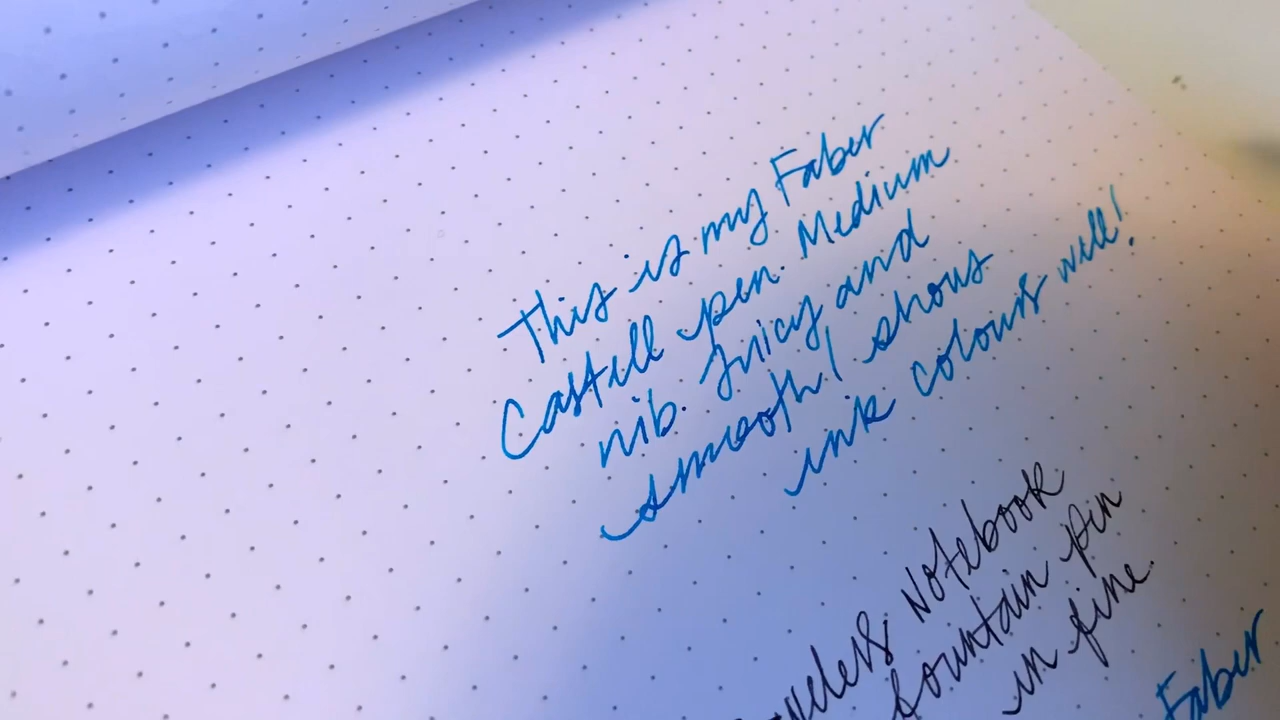 This is my Faber
Castell pen. Medium
nib. Juicy and
smooth! shows
ink colours well!
Notebook
fountain pen
in fine.
Faber